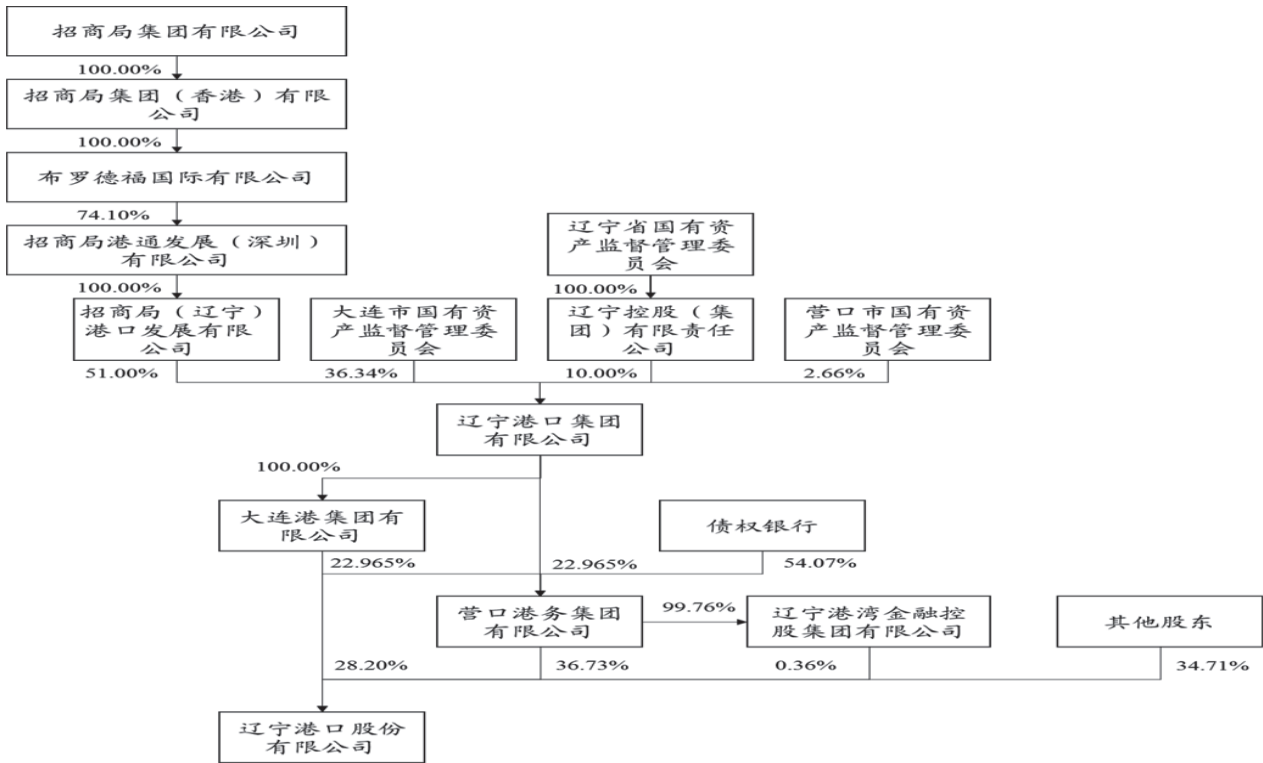 招商局集团有限公司
100.00%
招商局集团（香港）有限
公司
100.00%
布罗德福国际有限公司
74.10%
招商局港通发展（深圳）
有限公司
100.00%
辽宁省国有资
产监督管理委
员会
100.00%
招商局（辽宁）
港口发展有限
公司
大连市国有资
产监督管理委
员会
辽宁控股（集
团）有限责任
公司
营口市国有资
产监督管理委
员会
51.00%
36.34%
10.00%
2.66%
辽宁港口集团
有限公司
100.00%
大连港集团有
限公司
债权银行
22.965%
22.965%
54.07%
营口港务集团
有限公司
99.76%
辽宁港湾金融控
股集团有限公司
其他股东
28.20%
36.73%
0.36%
34.71%
辽宁港口股份
有限公司